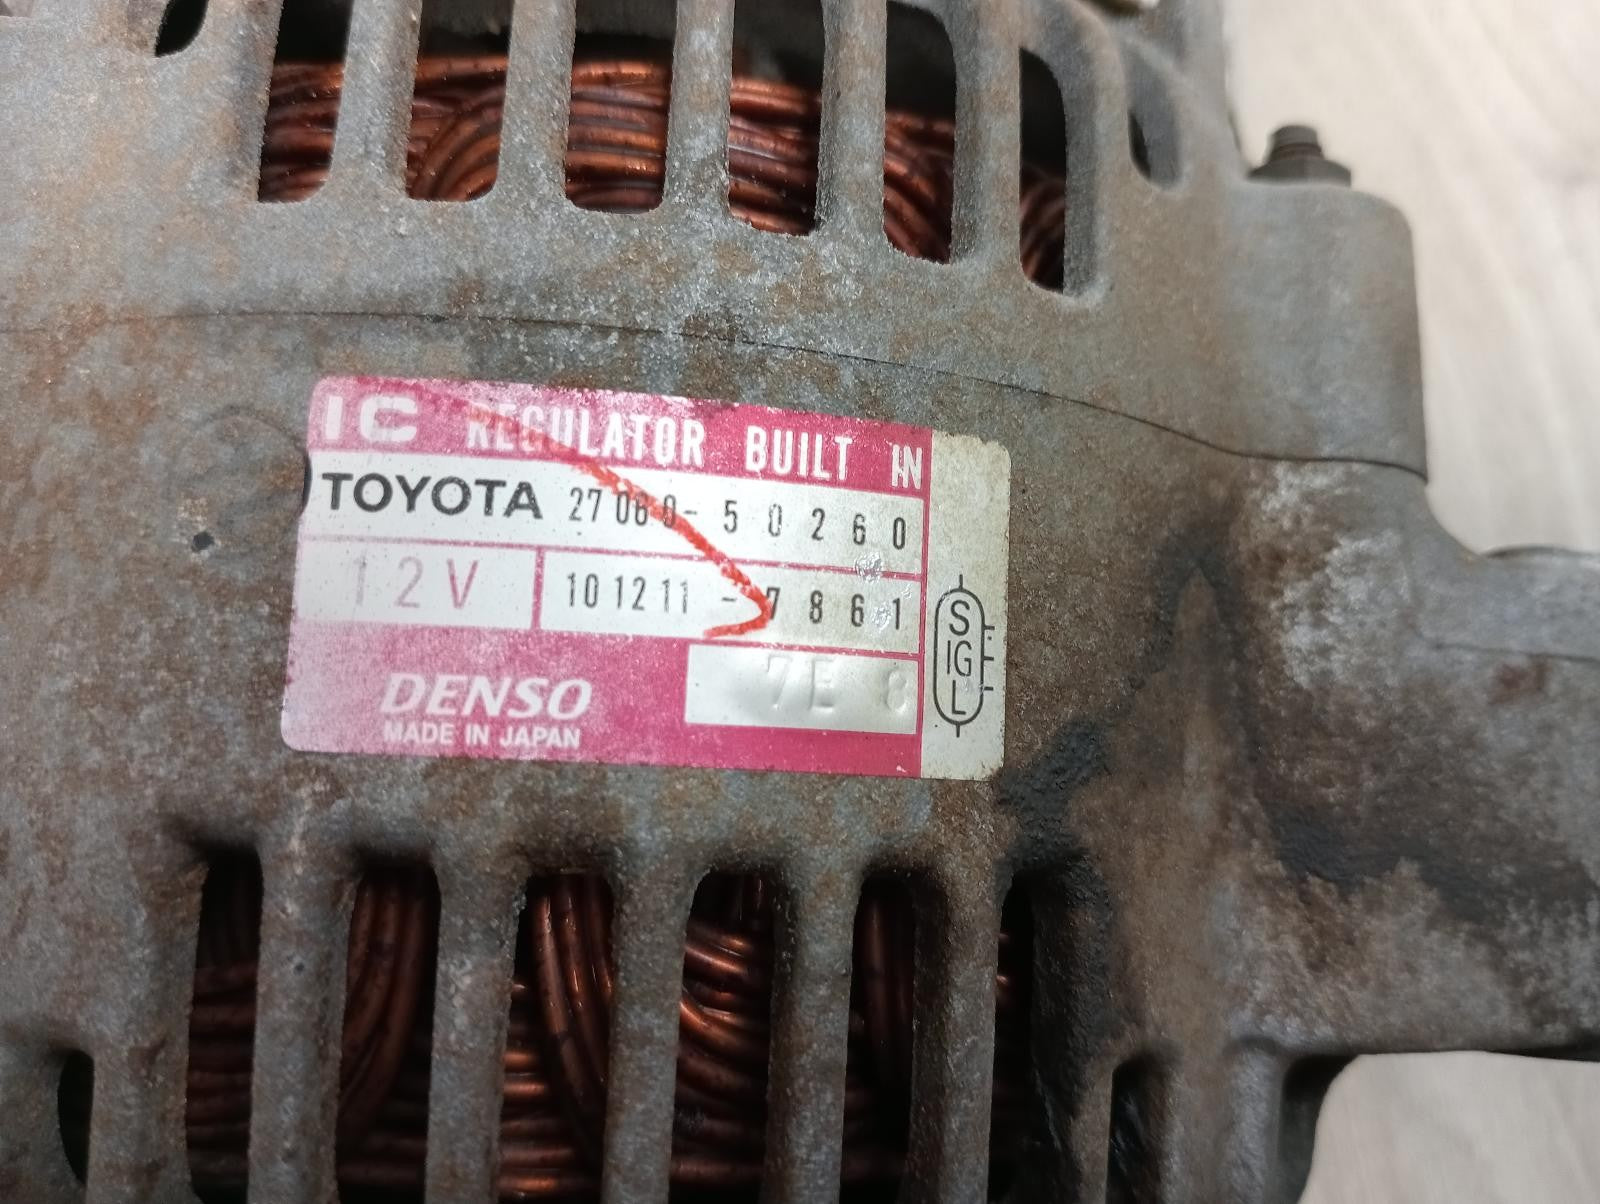 IC REGULATOR BUILT IN
TOYOTA 27060-50260
12V 101211-7861
7E 8
DENSO
MADE IN JAPAN
S
IG
L